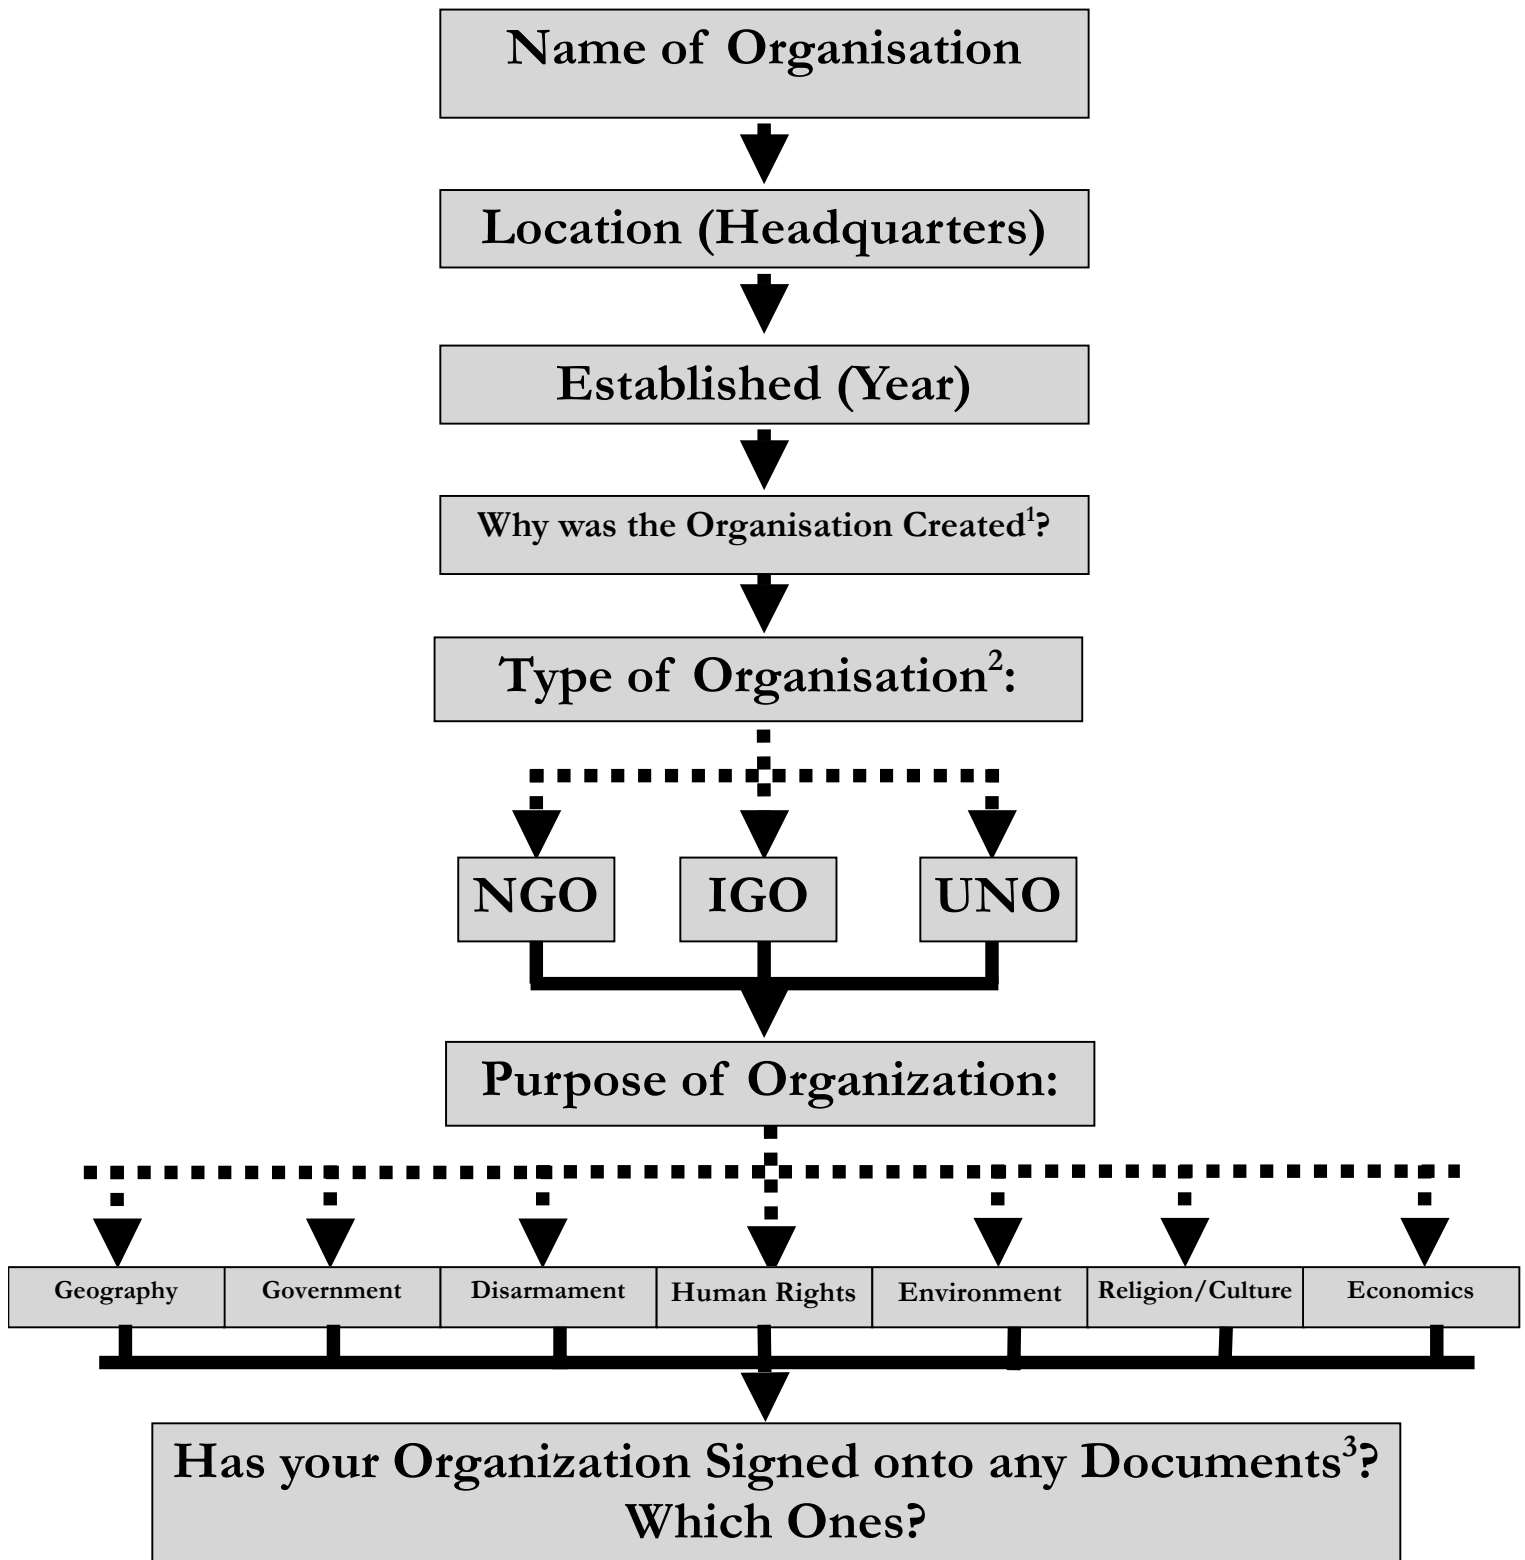 Name of Organisation
Location (Headquarters)
Established (Year)
Why was the Organisation Created¹?
Type of Organisation²:
NGO
IGO
UNO
Purpose of Organization:
Geography
Government
Disarmament
Human Rights
Environment
Religion/Culture
Economics
Has your Organization Signed onto any Documents³?
Which Ones?